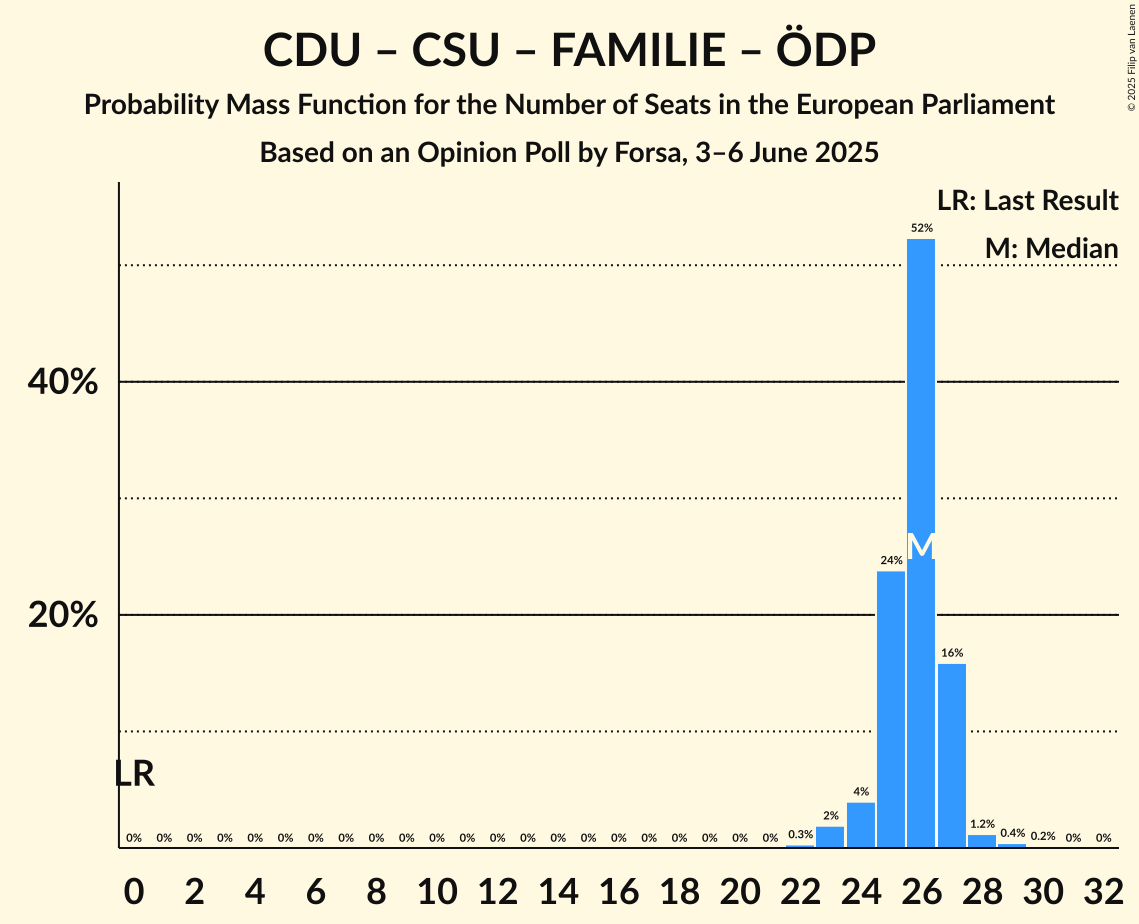 CDU – CSU – FAMILIE – ÖDP
Probability Mass Function for the Number of Seats in the European Parliament
Based on an Opinion Poll by Forsa, 3–6 June 2025
© 2025 Filip van Laenen
LR: Last Result
M: Median
52%
40%
M
24%
20%
16%
LR
4%
2%
1.2%
0% 0% 0% 0% 0% 0% 0% 0% 0% 0% 0% 0% 0% 0% 0% 0% 0% 0% 0% 0% 0% 0% 0.3% 0.4% 0.2% 0% 0%
0 2 4 6 8 10 12 14 16 18 20 22 24 26 28 30 32